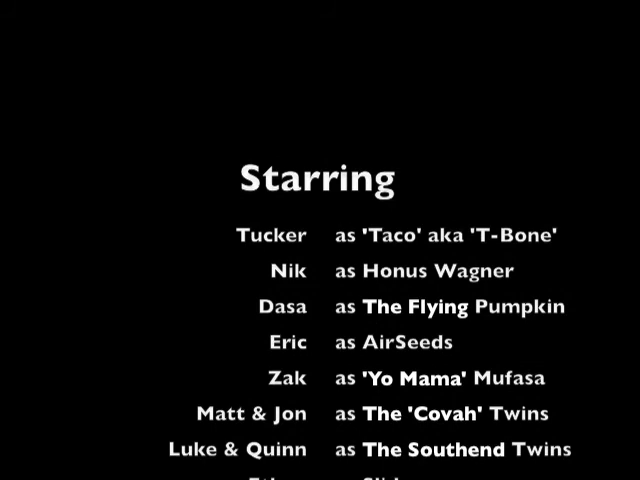 Starring
Tucker as 'Taco' aka 'T-Bone'
Nik as Honus Wagner
Dasa as The Flying Pumpkin
Eric as AirSeeds
Zak as 'Yo Mama' Mufasa
Matt & Jon as The 'Covah' Twins
Luke & Quinn as The Southend Twins